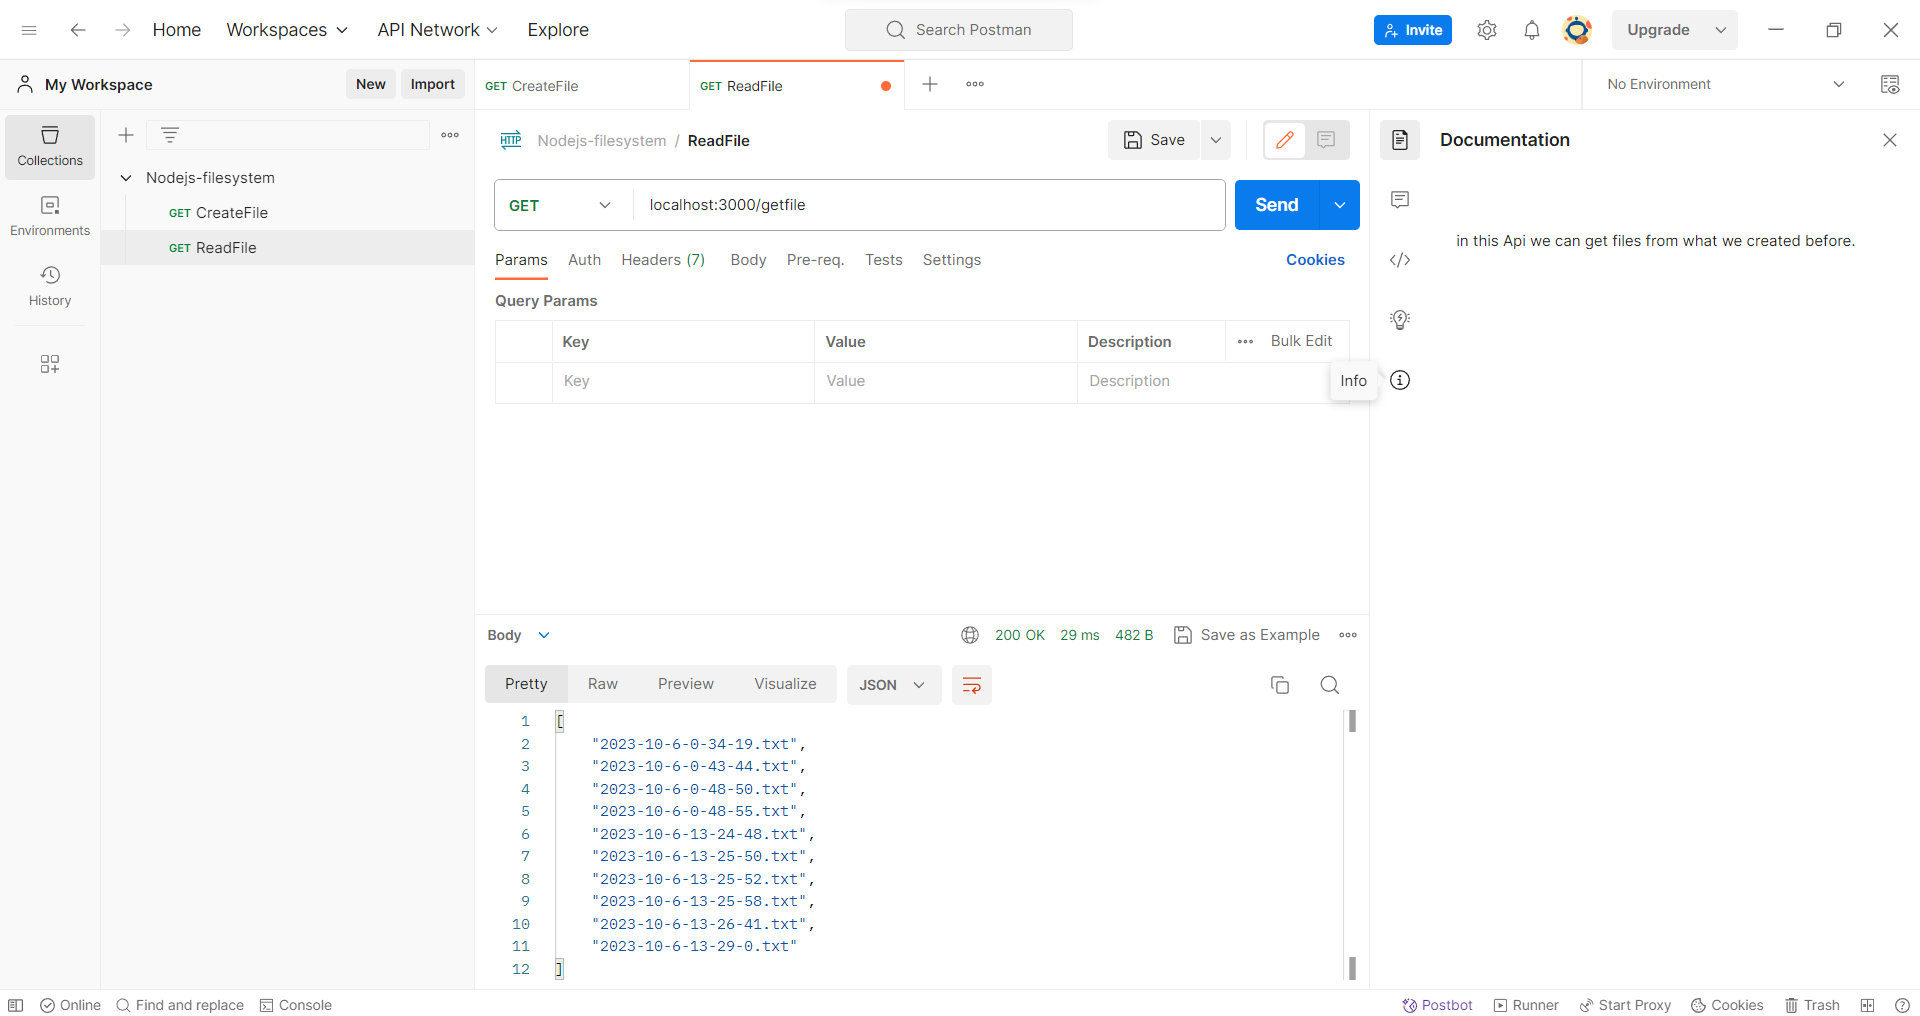 Home Workspaces API Network Explore Search Postman Invite Upgrade
My Workspace New Import GET CreateFile GET ReadFile No Environment
Collections
Environments
History
Nodejs-filesystem
GET CreateFile
GET ReadFile
HTTP Nodejs-filesystem / ReadFile Save
GET localhost:3000/getfile Send
Params Auth Headers (7) Body Pre-req. Tests Settings Cookies
Query Params
Key Value Description Bulk Edit
Key Value Description
Info
Documentation
in this Api we can get files from what we created before.
Body 200 OK 29 ms 482 B Save as Example
Pretty Raw Preview Visualize JSON
1 [
2 "2023-10-6-0-34-19.txt",
3 "2023-10-6-0-43-44.txt",
4 "2023-10-6-0-48-50.txt",
5 "2023-10-6-0-48-55.txt",
6 "2023-10-6-13-24-48.txt",
7 "2023-10-6-13-25-50.txt",
8 "2023-10-6-13-25-52.txt",
9 "2023-10-6-13-25-58.txt",
10 "2023-10-6-13-26-41.txt",
11 "2023-10-6-13-29-0.txt"
12 ]
Online Find and replace Console Postbot Runner Start Proxy Cookies Trash